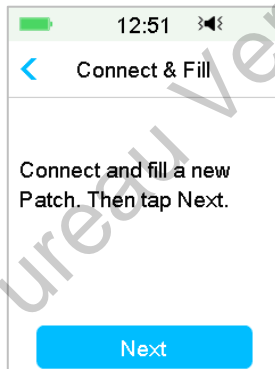 12:51
Connect & Fill
Connect and fill a new
Patch. Then tap Next.
Next